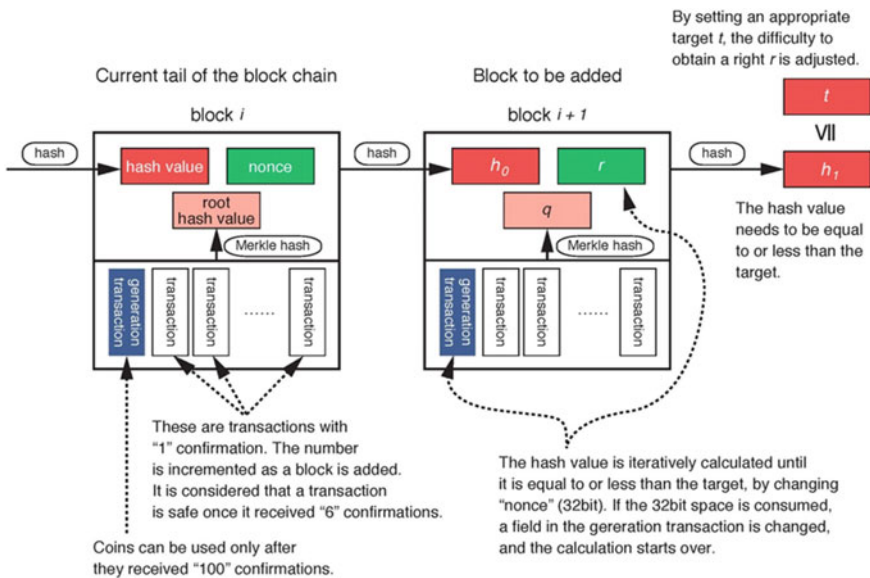 By setting an appropriate
target t, the difficulty to
obtain a right r is adjusted.
Current tail of the block chain
Block to be added
block i
block i + 1
t
VII
hash
hash value
nonce
hash
h0
r
hash
h1
root
hash value
q
The hash value
needs to be equal
to or less than the
target.
Merkle hash
Merkle hash
generation
transaction
transaction
transaction
......
transaction
generation
transaction
transaction
transaction
......
transaction
These are transactions with
“1” confirmation. The number
is incremented as a block is added.
It is considered that a transaction
is safe once it received “6” confirmations.
The hash value is iteratively calculated until
it is equal to or less than the target, by changing
“nonce” (32bit). If the 32bit space is consumed,
a field in the gereration transaction is changed,
and the calculation starts over.
Coins can be used only after
they received “100” confirmations.